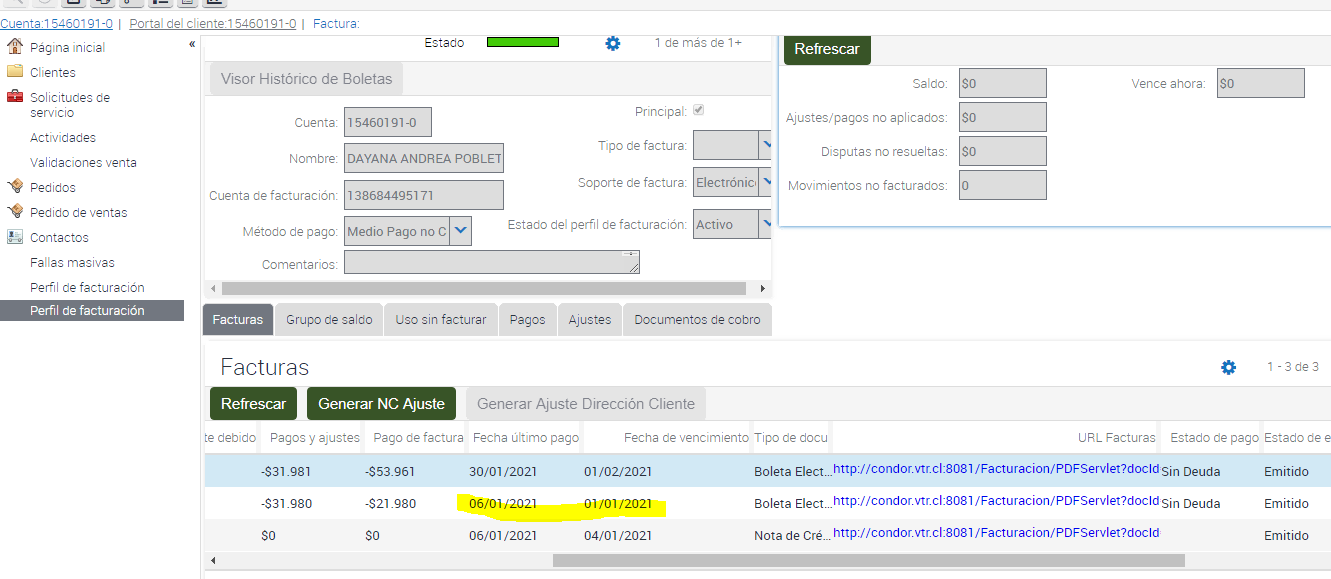 Cuenta:15460191-0 | Portal del cliente:15460191-0 | Factura:
Página inicial
Clientes
Solicitudes de
servicio
Actividades
Validaciones venta
Pedidos
Pedido de ventas
Contactos
Fallas masivas
Perfil de facturación
Perfil de facturación
«
Estado
1 de más de 1+
Visor Histórico de Boletas
Cuenta: 15460191-0
Nombre: DAYANA ANDREA POBLET
Cuenta de facturación: 138684495171
Método de pago: Medio Pago no C
Comentarios:
Principal:
Tipo de factura:
Soporte de factura: Electrónico
Estado del perfil de facturación: Activo
Refrescar
Saldo: $0 Vence ahora: $0
Ajustes/pagos no aplicados: $0
Disputas no resueltas: $0
Movimientos no facturados: 0
Facturas Grupo de saldo Uso sin facturar Pagos Ajustes Documentos de cobro
Facturas 1 - 3 de 3
Refrescar Generar NC Ajuste Generar Ajuste Dirección Cliente
te debido Pagos y ajustes Pago de factura Fecha último pago Fecha de vencimiento Tipo de docu URL Facturas Estado de pago Estado de e
-$31.981 -$53.961 30/01/2021 01/02/2021 Boleta Elect... http://condor.vtr.cl:8081/Facturacion/PDFServlet?docId Sin Deuda Emitido
-$31.980 -$21.980 06/01/2021 01/01/2021 Boleta Elect... http://condor.vtr.cl:8081/Facturacion/PDFServlet?docId Sin Deuda Emitido
$0 $0 06/01/2021 04/01/2021 Nota de Cré... http://condor.vtr.cl:8081/Facturacion/PDFServlet?docId Emitido